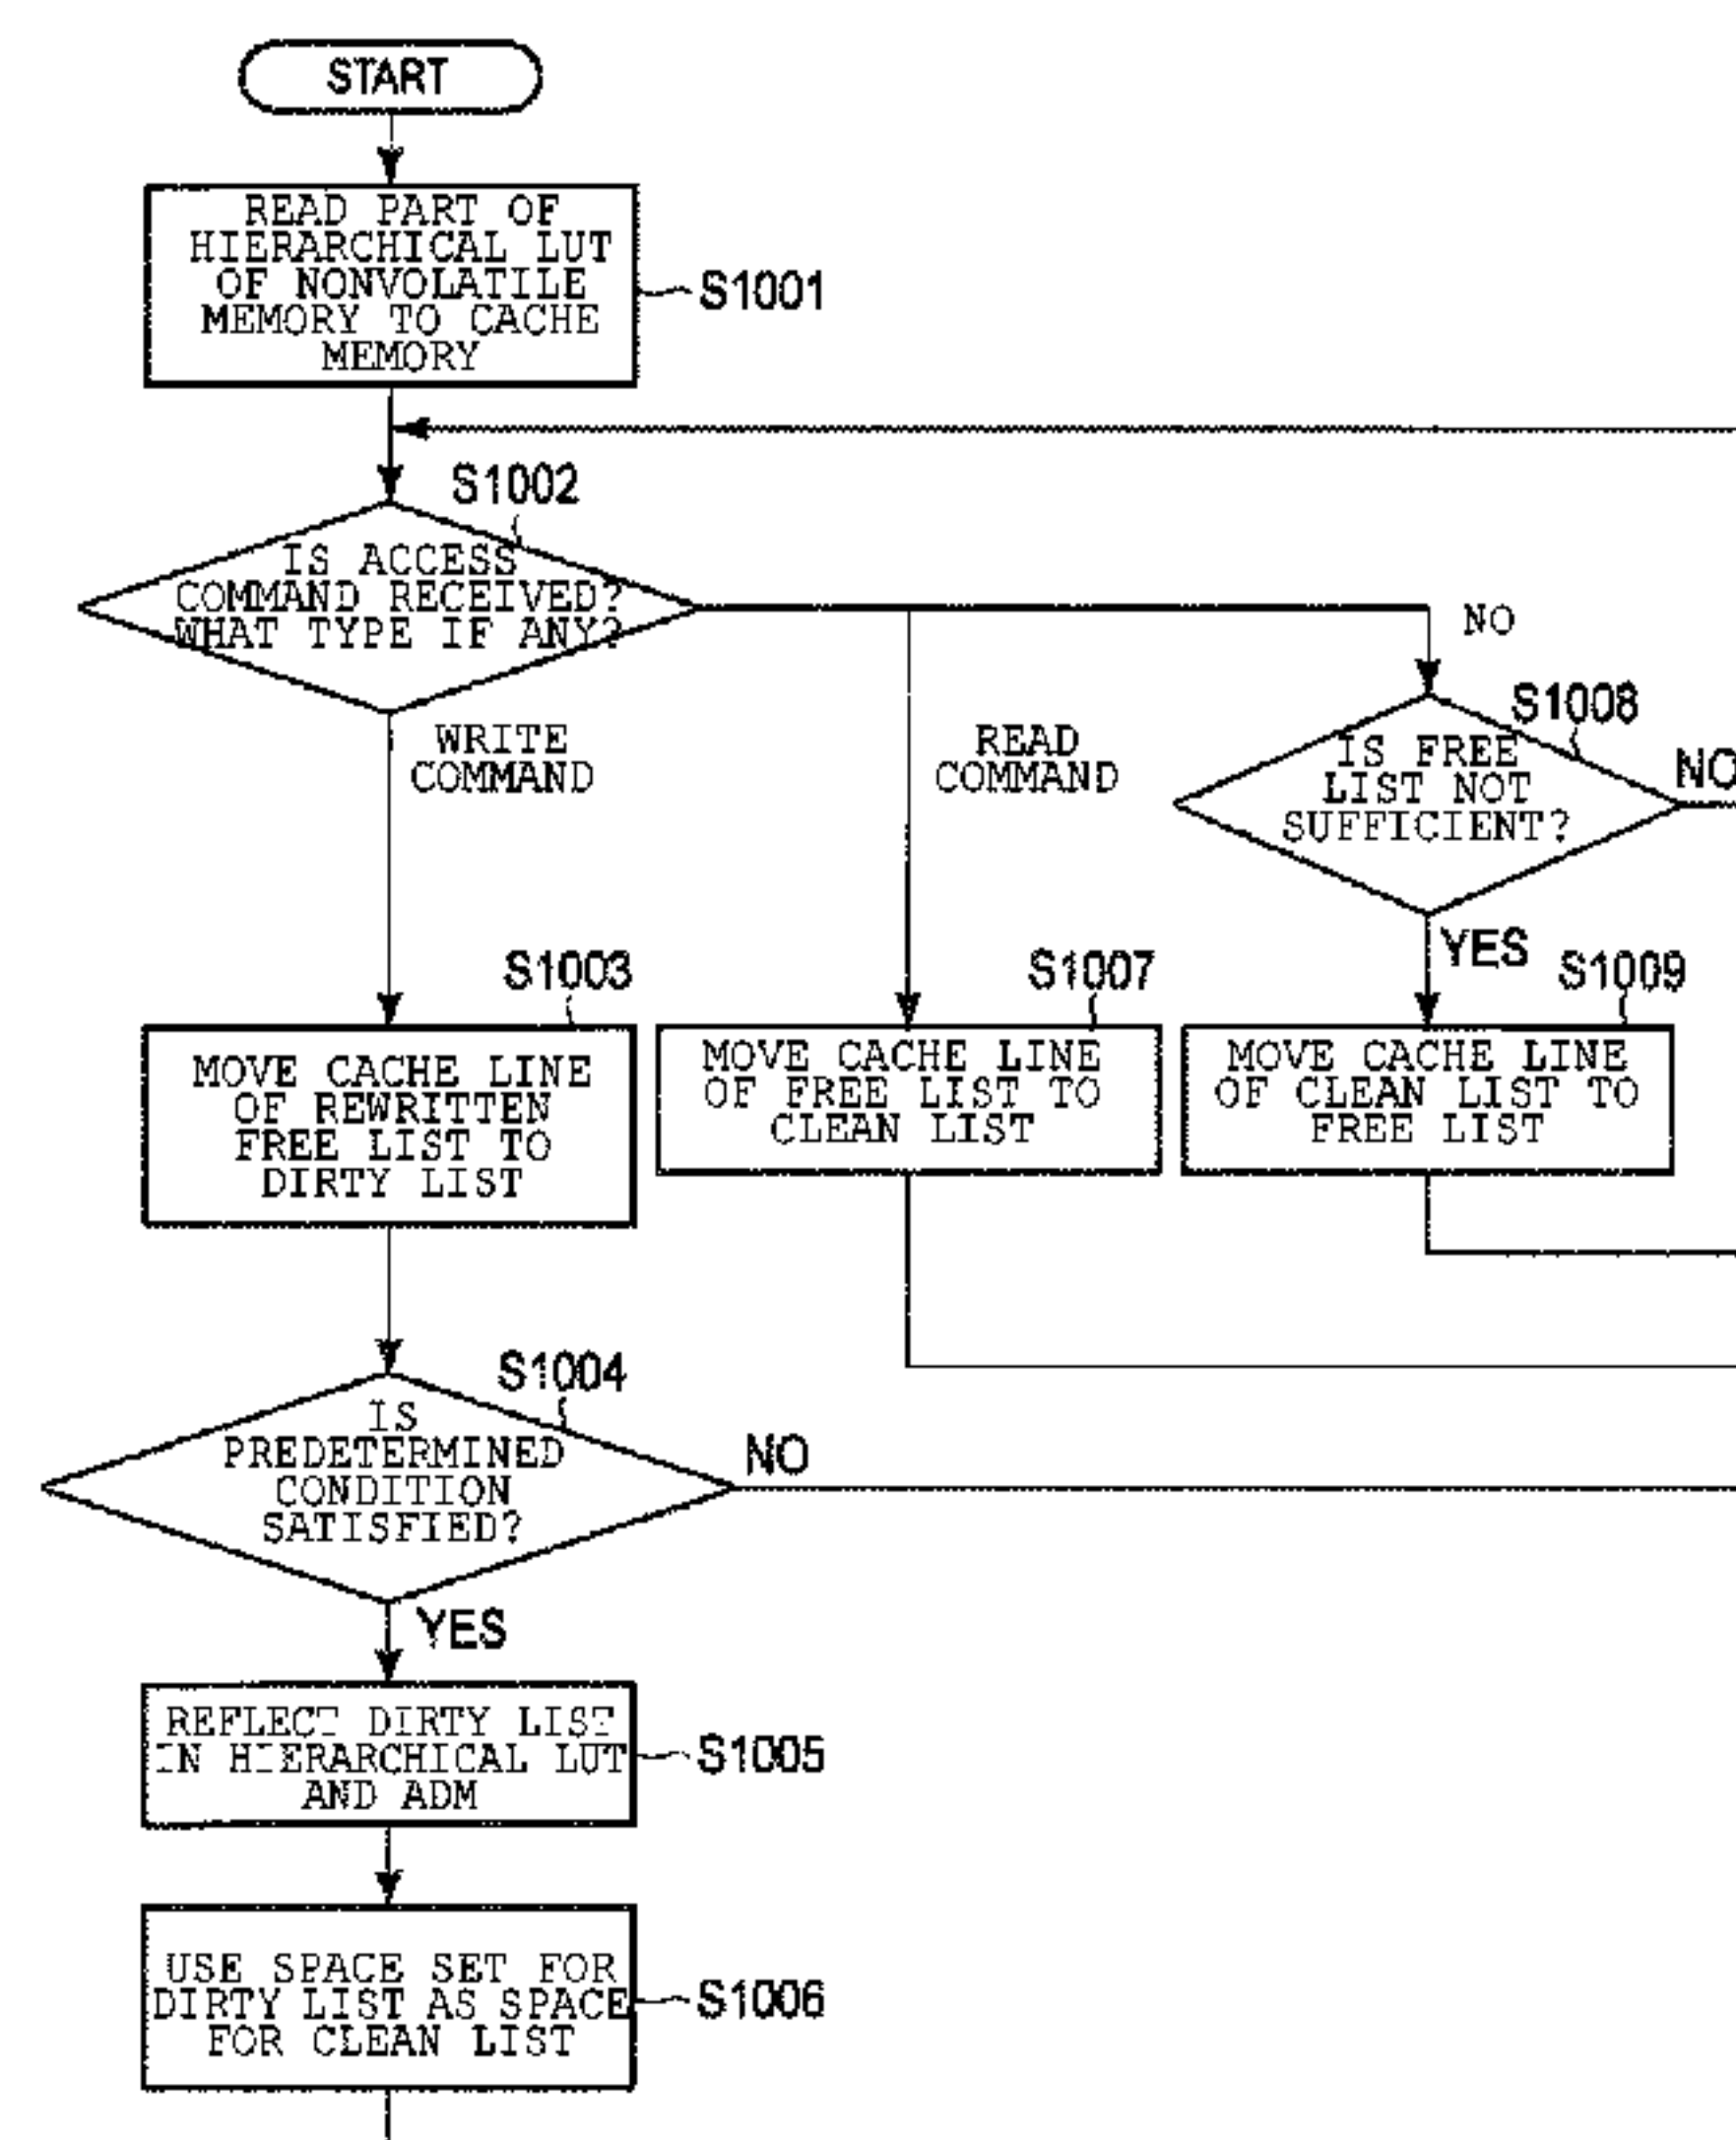 START
READ PART OF
HIERARCHICAL LUT
OF NONVOLATILE
MEMORY TO CACHE
MEMORY
S1001
S1002
IS ACCESS
COMMAND RECEIVED?
WHAT TYPE IF ANY?
NO
WRITE
COMMAND
READ
COMMAND
S1008
IS FREE
LIST NOT
SUFFICIENT?
NO
YES
S1003
MOVE CACHE LINE
OF REWRITTEN
FREE LIST TO
DIRTY LIST
S1007
MOVE CACHE LINE
OF FREE LIST TO
CLEAN LIST
S1009
MOVE CACHE LINE
OF CLEAN LIST TO
FREE LIST
S1004
IS
PREDETERMINED
CONDITION
SATISFIED?
NO
YES
REFLECT DIRTY LIST
IN HIERARCHICAL LUT
AND ADM
S1005
USE SPACE SET FOR
DIRTY LIST AS SPACE
FOR CLEAN LIST
S1006